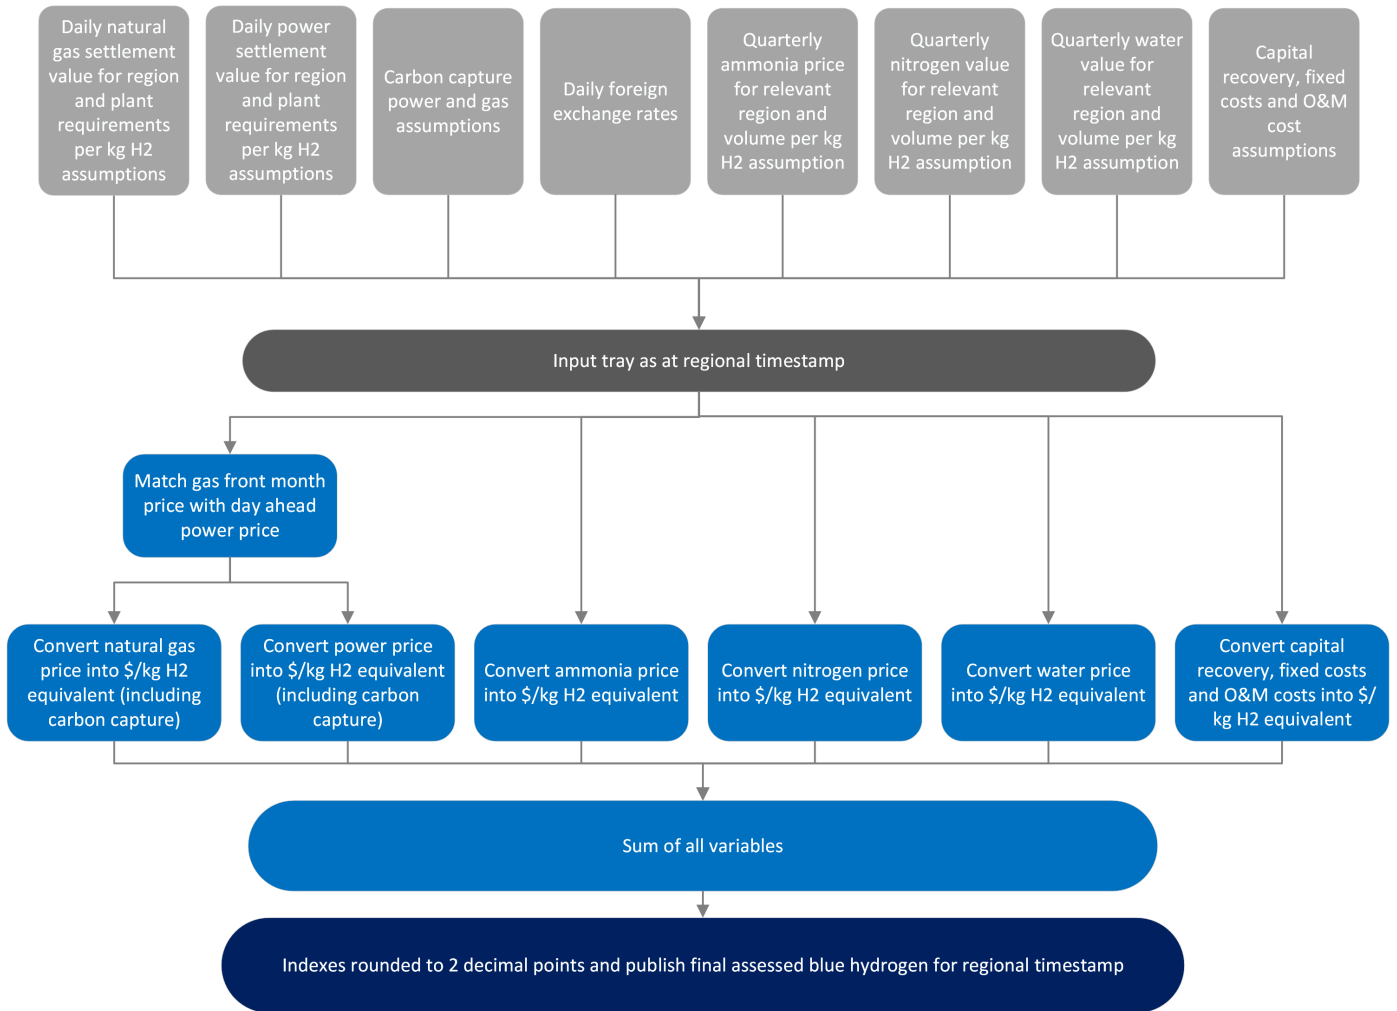 Daily natural
gas settlement
value for region
and plant
requirements
per kg H2
assumptions
Daily power
settlement
value for region
and plant
requirements
per kg H2
assumptions
Carbon capture
power and gas
assumptions
Daily foreign
exchange rates
Quarterly
ammonia price
for relevant
region and
volume per kg
H2 assumption
Quarterly
nitrogen value
for relevant
region and
volume per kg
H2 assumption
Quarterly water
value for
relevant
region and
volume per kg
H2 assumption
Capital
recovery, fixed
costs and O&M
cost
assumptions
Input tray as at regional timestamp
Match gas front month
price with day ahead
power price
Convert natural gas
price into $/kg H2
equivalent (including
carbon capture)
Convert power price
into $/kg H2 equivalent
(including carbon
capture)
Convert ammonia price
into $/kg H2 equivalent
Convert nitrogen price
into $/kg H2 equivalent
Convert water price
into $/kg H2 equivalent
Convert capital
recovery, fixed costs
and O&M costs into $/
kg H2 equivalent
Sum of all variables
Indexes rounded to 2 decimal points and publish final assessed blue hydrogen for regional timestamp